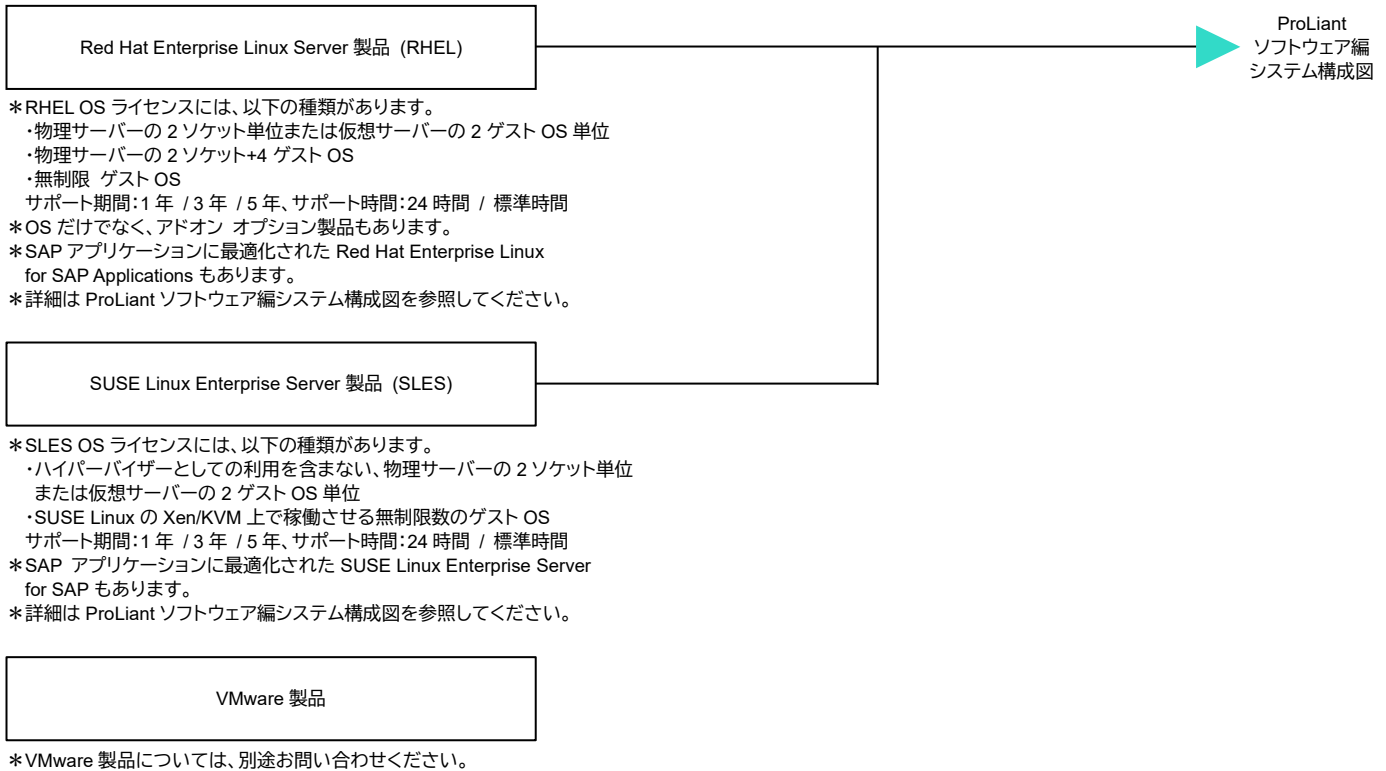 Red Hat Enterprise Linux Server 製品 (RHEL)
ProLiant
ソフトウェア編
システム構成図
＊RHEL OS ライセンスには、以下の種類があります。
・物理サーバーの 2 ソケット単位または仮想サーバーの 2 ゲスト OS 単位
・物理サーバーの 2 ソケット+4 ゲスト OS
・無制限 ゲスト OS
サポート期間：1 年 / 3 年 / 5 年、サポート時間：24 時間 / 標準時間
＊OS だけでなく、アドオン オプション製品もあります。
＊SAP アプリケーションに最適化された Red Hat Enterprise Linux
for SAP Applications もあります。
＊詳細は ProLiant ソフトウェア編システム構成図を参照してください。
SUSE Linux Enterprise Server 製品 (SLES)
＊SLES OS ライセンスには、以下の種類があります。
・ハイパーバイザーとしての利用を含まない、物理サーバーの 2 ソケット単位
または仮想サーバーの 2 ゲスト OS 単位
・SUSE Linux の Xen/KVM 上で稼働させる無制限数のゲスト OS
サポート期間：1 年 / 3 年 / 5 年、サポート時間：24 時間 / 標準時間
＊SAP アプリケーションに最適化された SUSE Linux Enterprise Server
for SAP もあります。
＊詳細は ProLiant ソフトウェア編システム構成図を参照してください。
VMware 製品
＊VMware 製品については、別途お問い合わせください。